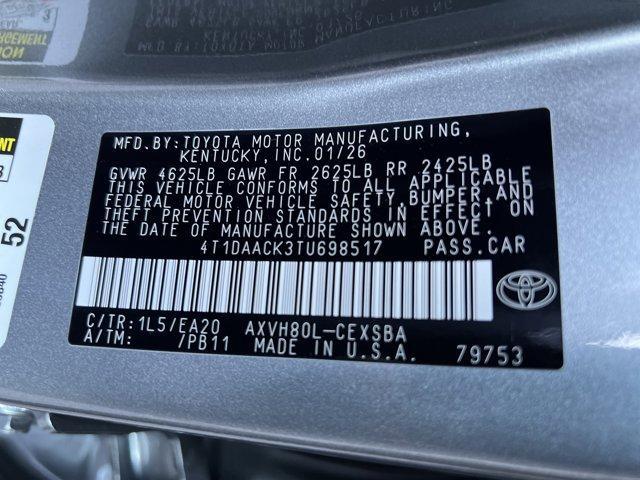 MFD.BY:TOYOTA MOTOR MANUFACTURING,
KENTUCKY,INC.01/26
GVWR 4625LB GAWR FR 2625LB RR 2425LB
THIS VEHICLE CONFORMS TO ALL APPLICABLE
FEDERAL MOTOR VEHICLE SAFETY,BUMPER,AND
THEFT PREVENTION STANDARDS IN EFFECT ON
THE DATE OF MANUFACTURE SHOWN ABOVE.
4T1DAACK3TU698517 PASS.CAR
C/TR:1L5/EA20 AXVH80L-CEXSBA
A/TM: /PB11 MADE IN U.S.A. 79753
52